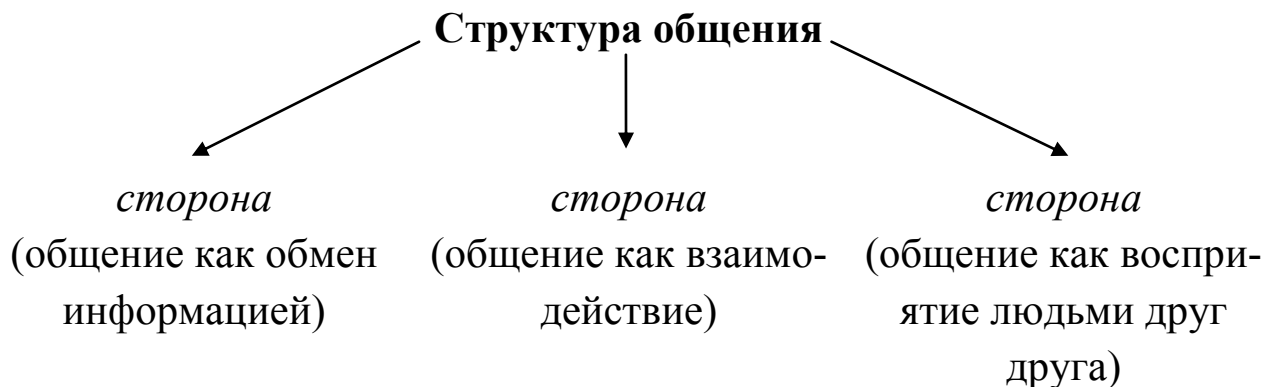 Структура общения
сторона
(общение как обмен
информацией)
сторона
(общение как взаимо-
действие)
сторона
(общение как воспри-
ятие людьми друг
друга)